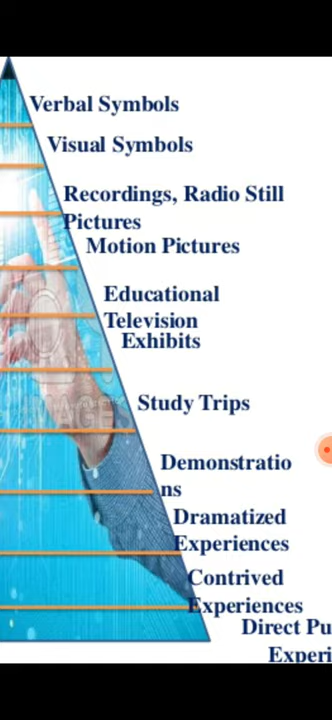 Verbal Symbols
Visual Symbols
Recordings, Radio Still
Pictures
Motion Pictures
Educational
Television
Exhibits
Study Trips
Demonstratio
ns
Dramatized
Experiences
Contrived
Experiences
Direct Pu
Experi